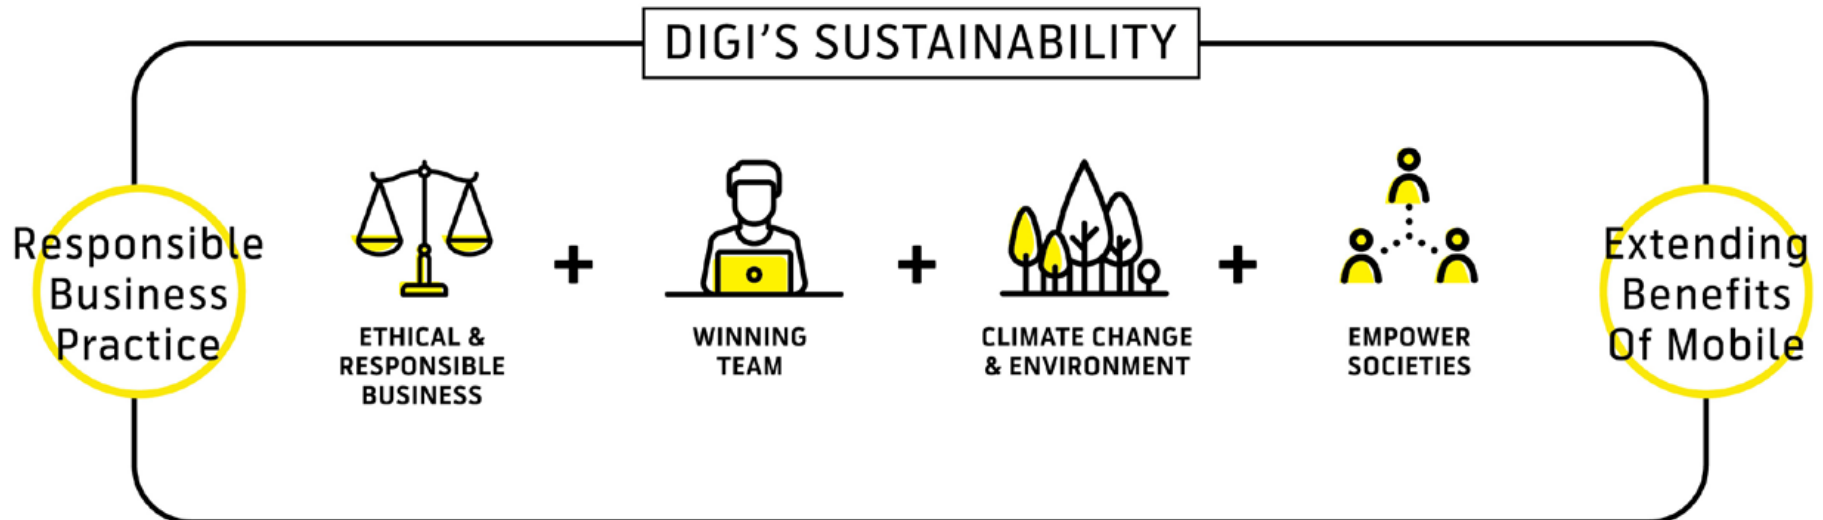 DIGI'S SUSTAINABILITY
Responsible
Business
Practice
ETHICAL &
RESPONSIBLE
BUSINESS
WINNING
TEAM
CLIMATE CHANGE
& ENVIRONMENT
EMPOWER
SOCIETIES
Extending
Benefits
Of Mobile